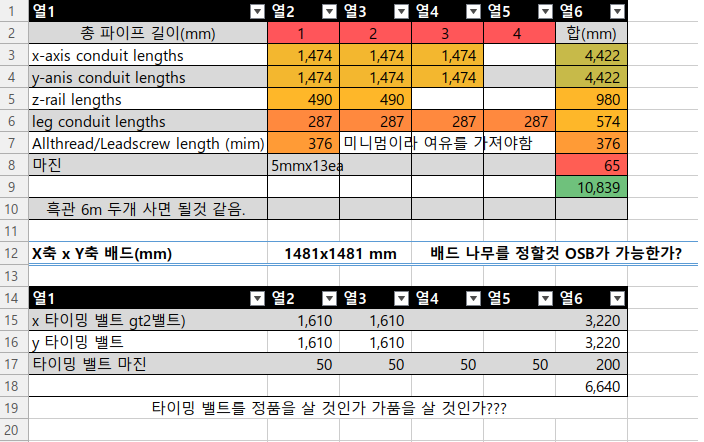 1 열1 열2 열3 열4 열5 열6
2 총 파이프 길이(mm) 1 2 3 4 합(mm)
3 x-axis conduit lengths 1,474 1,474 1,474 4,422
4 y-anis conduit lengths 1,474 1,474 1,474 4,422
5 z-rail lengths 490 490 980
6 leg conduit lengths 287 287 287 287 574
7 Allthread/Leadscrew length (mim) 376 미니멈이라 여유를 가져야함 376
8 마진 5mmx13ea 65
9 10,839
10 흑관 6m 두개 사면 될것 같음.
11
12 X축 x Y축 배드(mm) 1481x1481 mm 배드 나무를 정할것 OSB가 가능한가?
13
14 열1 열2 열3 열4 열5 열6
15 x 타이밍 밸트 gt2밸트) 1,610 1,610 3,220
16 y 타이밍 밸트 1,610 1,610 3,220
17 타이밍 밸트 마진 50 50 50 50 200
18 6,640
19 타이밍 밸트를 정품을 살 것인가 가품을 살 것인가???
20